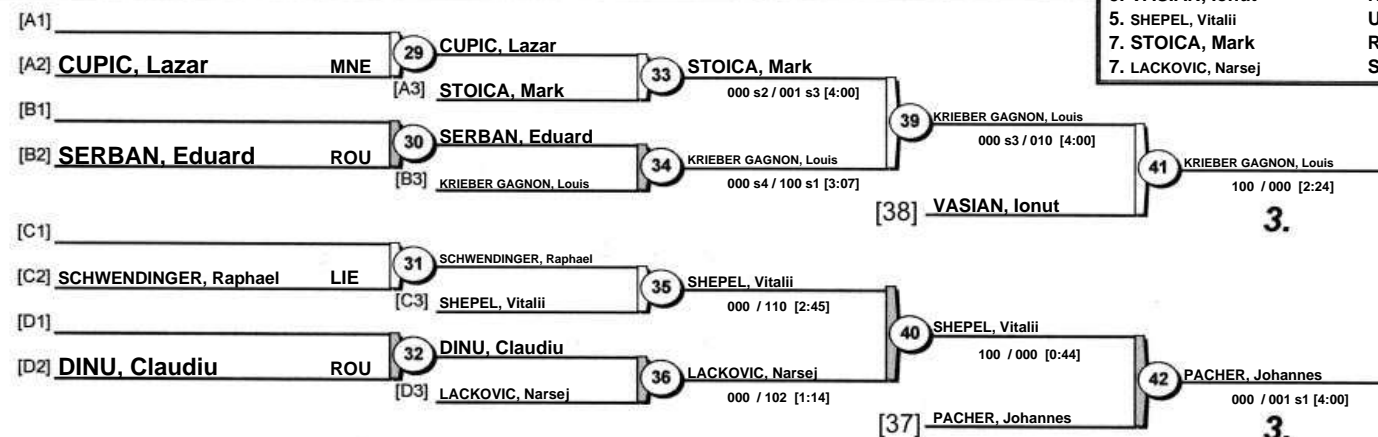 5. SHEPEL, Vitalii U
7. STOICA, Mark R
7. LACKOVIC, Narsej S
[A1]
[A2] CUPIC, Lazar MNE
29 CUPIC, Lazar
[A3] STOICA, Mark
33 STOICA, Mark
000 s2 / 001 s3 [4:00]
[B1]
[B2] SERBAN, Eduard ROU
30 SERBAN, Eduard
[B3] KRIEBER GAGNON, Louis
34 KRIEBER GAGNON, Louis
000 s4 / 100 s1 [3:07]
39 KRIEBER GAGNON, Louis
000 s3 / 010 [4:00]
[38] VASIAN, Ionut
41 KRIEBER GAGNON, Louis
100 / 000 [2:24]
3.
[C1]
[C2] SCHWENDINGER, Raphael LIE
31 SCHWENDINGER, Raphael
[C3] SHEPEL, Vitalii
35 SHEPEL, Vitalii
000 / 110 [2:45]
[D1]
[D2] DINU, Claudiu ROU
32 DINU, Claudiu
[D3] LACKOVIC, Narsej
36 LACKOVIC, Narsej
000 / 102 [1:14]
40 SHEPEL, Vitalii
100 / 000 [0:44]
[37] PACHER, Johannes
42 PACHER, Johannes
000 / 001 s1 [4:00]
3.